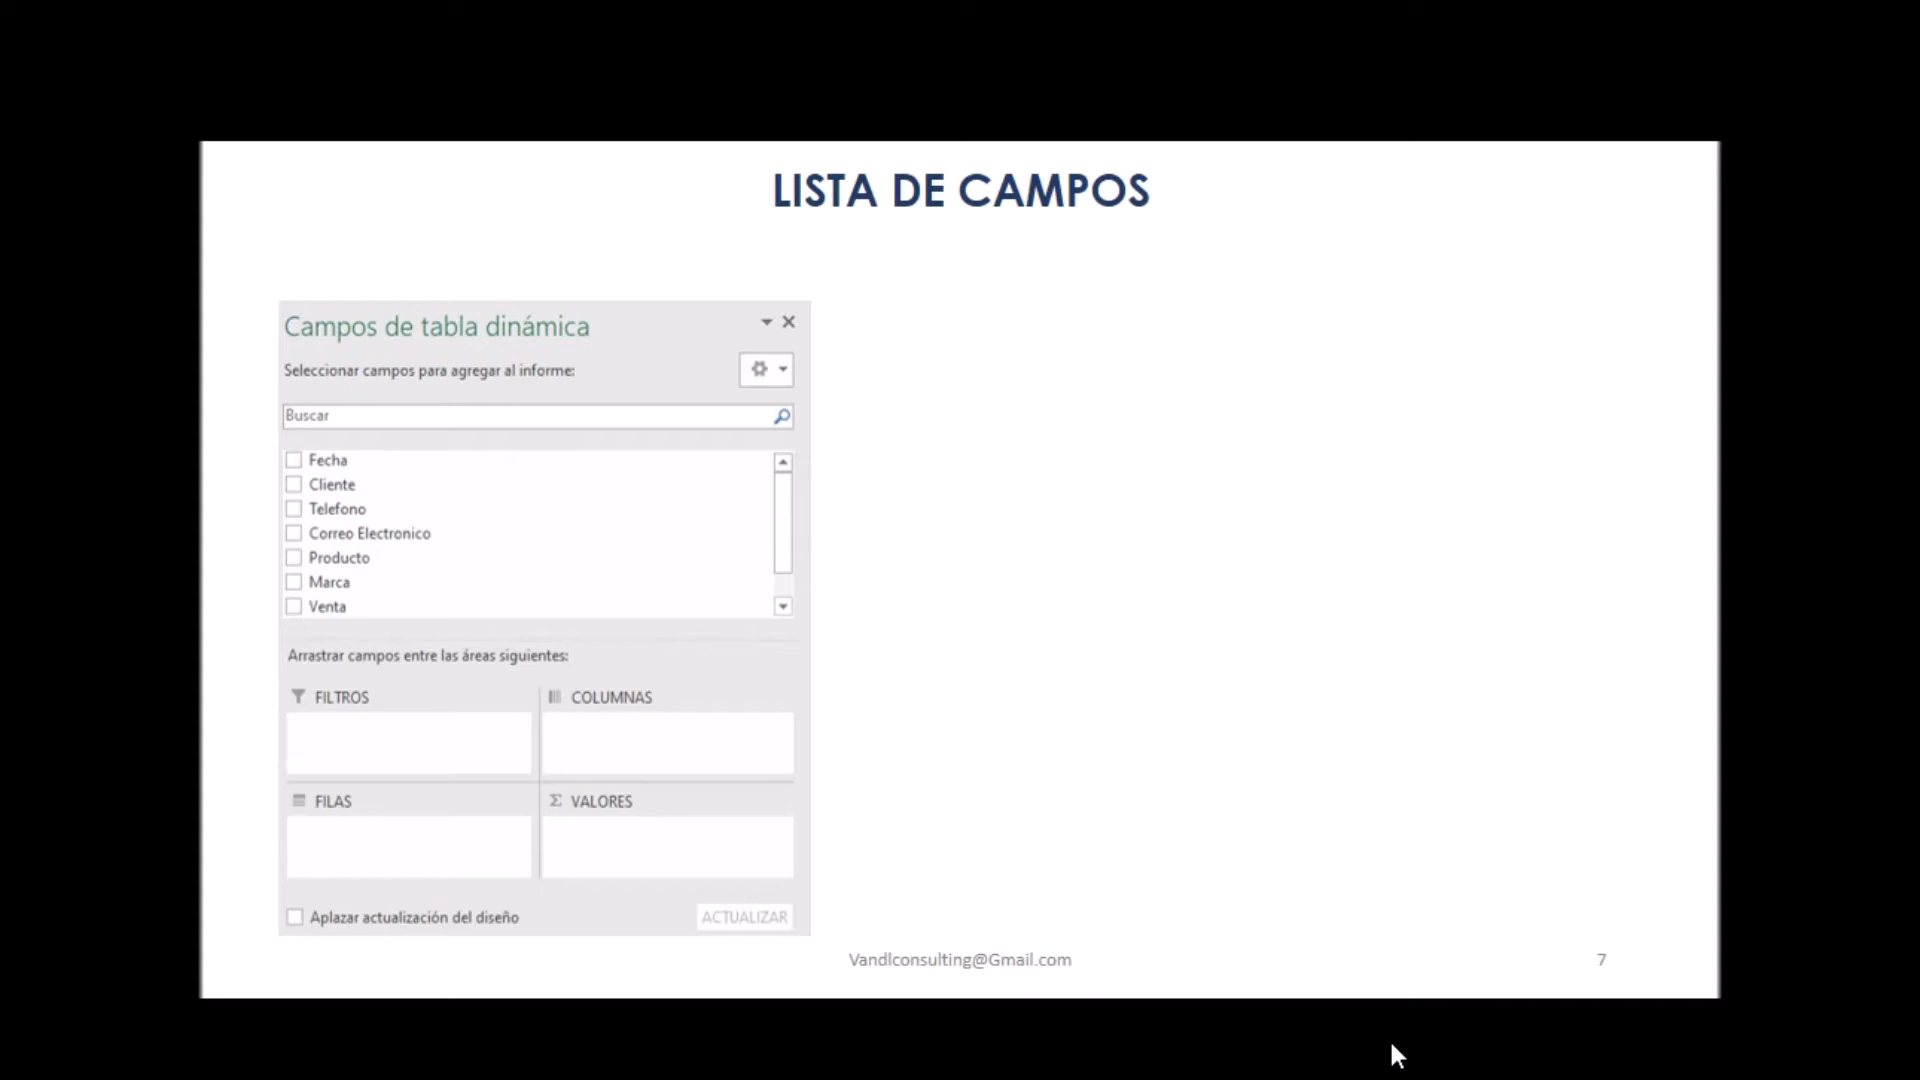 LISTA DE CAMPOS
Campos de tabla dinámica
Seleccionar campos para agregar al informe:
Buscar
Fecha
Cliente
Telefono
Correo Electronico
Producto
Marca
Venta
Arrastrar campos entre las áreas siguientes:
FILTROS
COLUMNAS
FILAS
Σ VALORES
Aplazar actualización del diseño
ACTUALIZAR
Vandlconsulting@Gmail.com
7